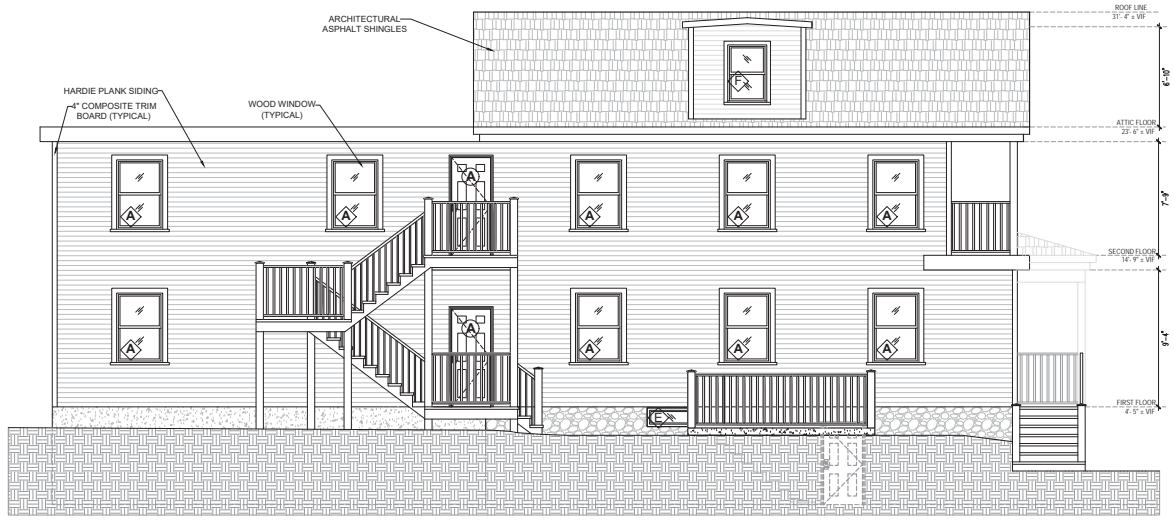 ROOF LINE
31'- 4" ± VIF
ARCHITECTURAL
ASPHALT SHINGLES
6'-10"
F
HARDIE PLANK SIDING
4" COMPOSITE TRIM
BOARD (TYPICAL)
WOOD WINDOW
(TYPICAL)
ATTIC FLOOR
23'- 6" ± VIF
A
A
A
A
A
A
7'-9"
SECOND FLOOR
14'- 9" ± VIF
A
A
A
A
A
9'-4"
FIRST FLOOR
4'- 5" ± VIF
E